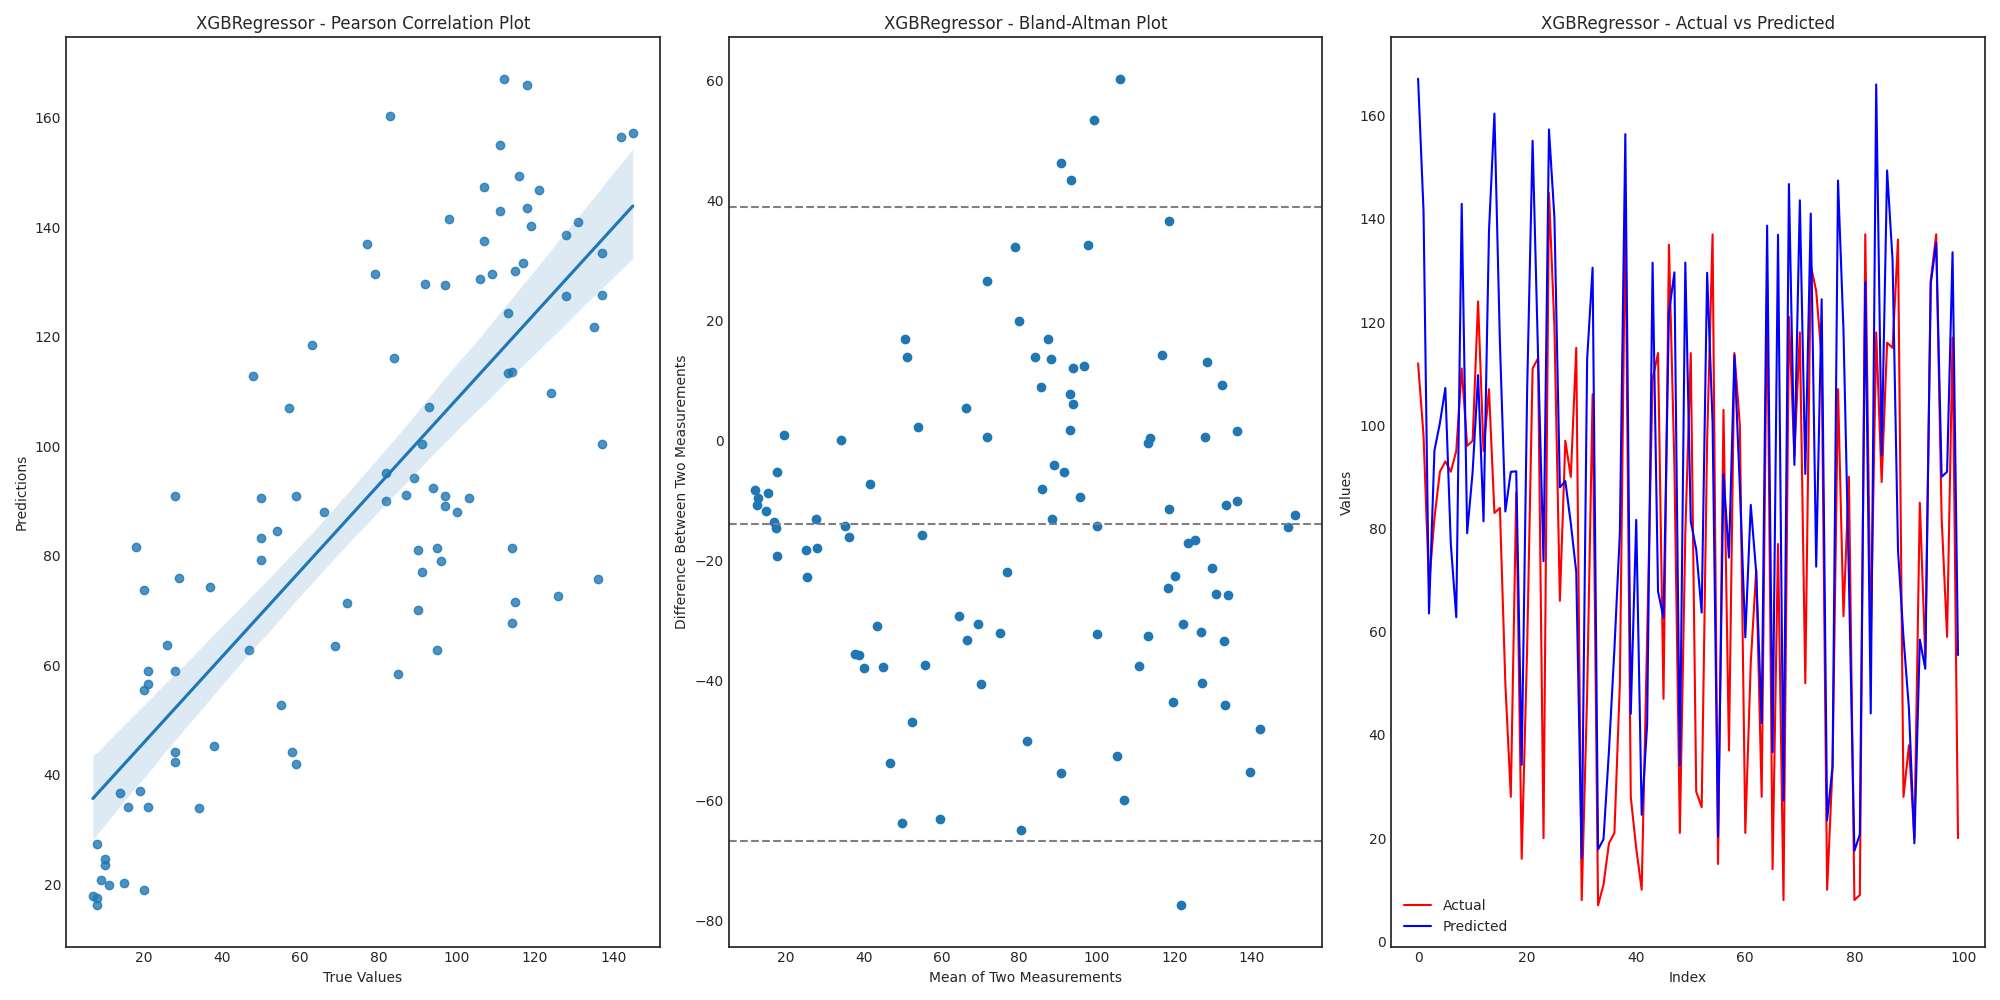 XGBRegressor - Pearson Correlation Plot
Predictions
160
140
120
100
80
60
40
20
20 40 60 80 100 120 140
True Values
XGBRegressor - Bland-Altman Plot
Difference Between Two Measurements
60
40
20
0
−20
−40
−60
−80
20 40 60 80 100 120 140
Mean of Two Measurements
XGBRegressor - Actual vs Predicted
Values
160
140
120
100
80
60
40
20
0
Actual
Predicted
0 20 40 60 80 100
Index